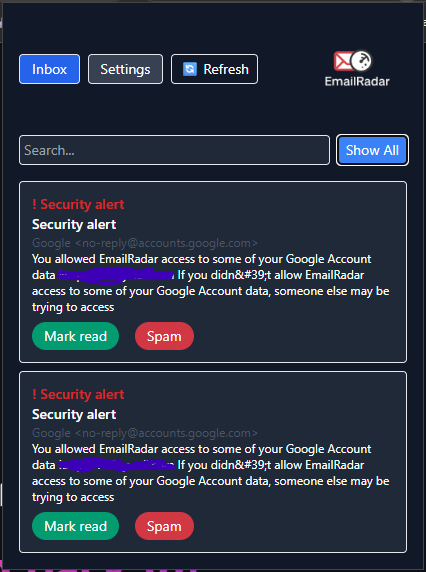 Inbox Settings Refresh
EmailRadar
Search... Show All
! Security alert
Security alert
Google <no-reply@accounts.google.com>
You allowed EmailRadar access to some of your Google Account
data If you didn&#39;t allow EmailRadar
access to some of your Google Account data, someone else may be
trying to access
Mark read Spam
! Security alert
Security alert
Google <no-reply@accounts.google.com>
You allowed EmailRadar access to some of your Google Account
data If you didn&#39;t allow EmailRadar
access to some of your Google Account data, someone else may be
trying to access
Mark read Spam